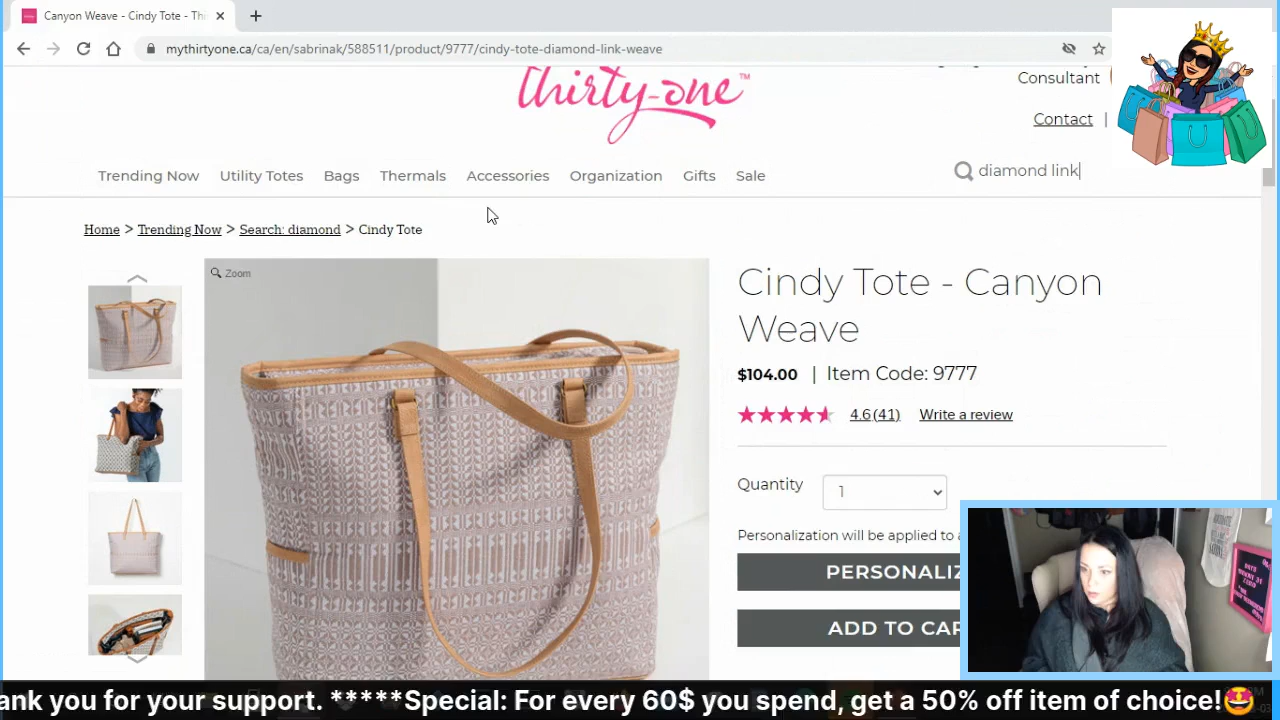 Canyon Weave - Cindy Tote - Thi
mythirtyone.ca/ca/en/sabrinak/588511/product/9777/cindy-tote-diamond-link-weave
thirty-one™
Consultant
Contact |
Trending Now Utility Totes Bags Thermals Accessories Organization Gifts Sale
diamond link
Home > Trending Now > Search: diamond > Cindy Tote
Zoom
Cindy Tote - Canyon
Weave
$104.00 | Item Code: 9777
4.6 (41) Write a review
Quantity 1
Personalization will be applied to a
PERSONALIZ
ADD TO CAR
ank you for your support. *****Special: For every 60$ you spend, get a 50% off item of choice!🤩